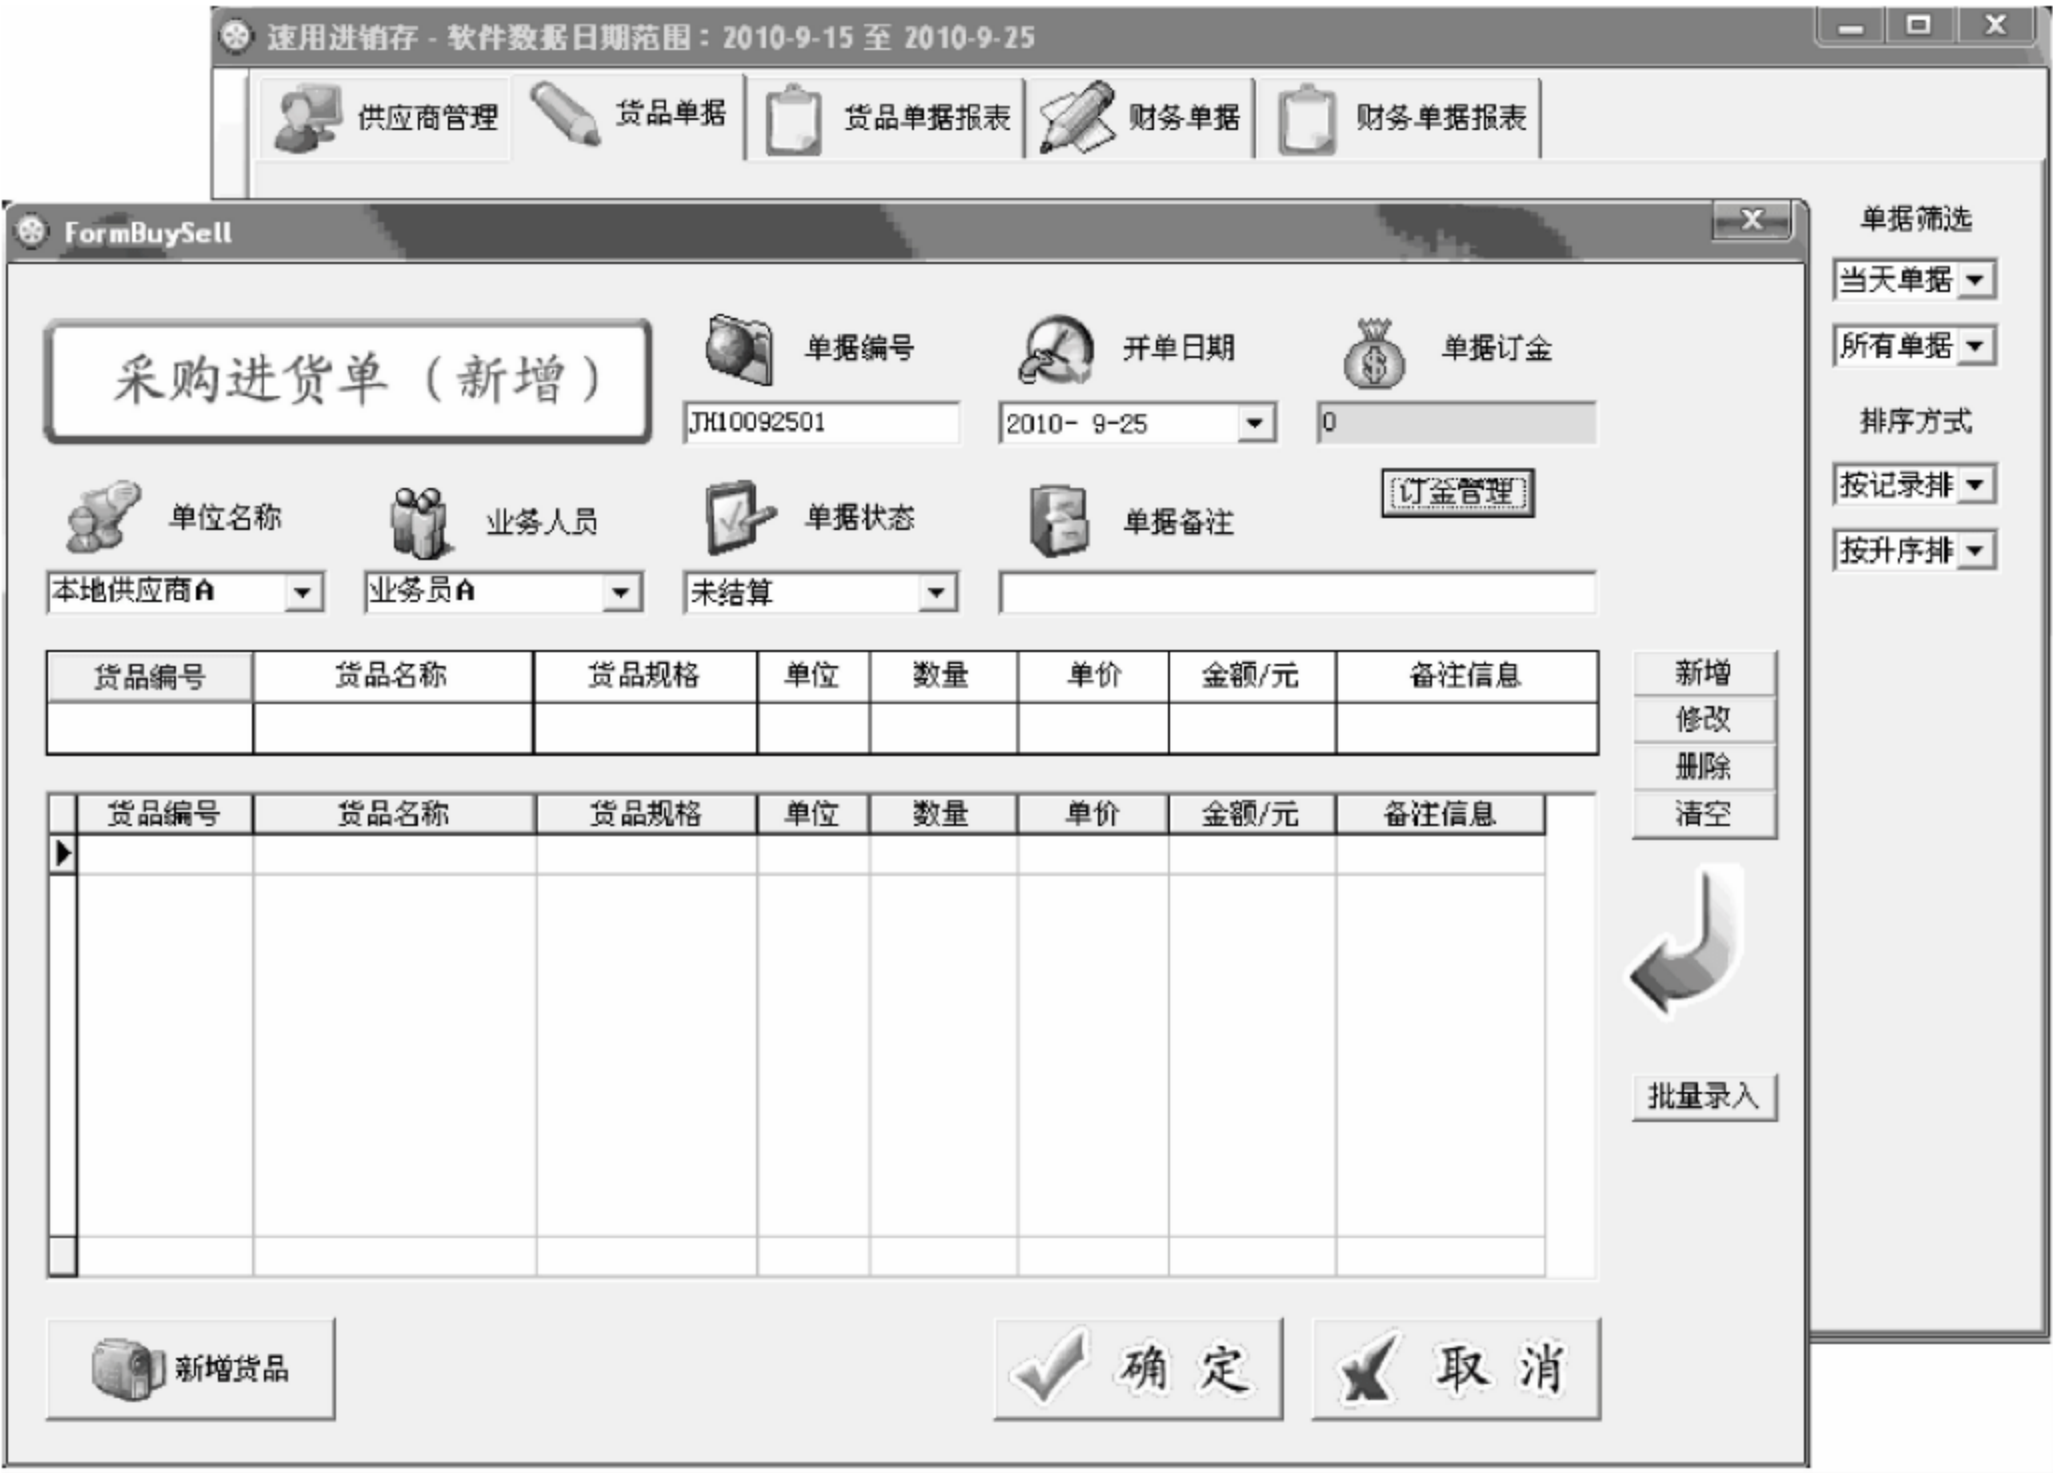 速用进销存 - 软件数据日期范围：2010-9-15 至 2010-9-25
供应商管理 货品单据 货品单据报表 财务单据 财务单据报表
FormBuySell
单据筛选
当天单据
所有单据
排序方式
按记录排
按升序排
采购进货单（新增）
单据编号 开单日期 单据订金
JH10092501 2010- 9-25 0
订金管理
单位名称 业务人员 单据状态 单据备注
本地供应商A 业务员A 未结算
货品编号 货品名称 货品规格 单位 数量 单价 金额/元 备注信息
新增
修改
删除
清空
货品编号 货品名称 货品规格 单位 数量 单价 金额/元 备注信息
批量录入
新增货品 确定 取消